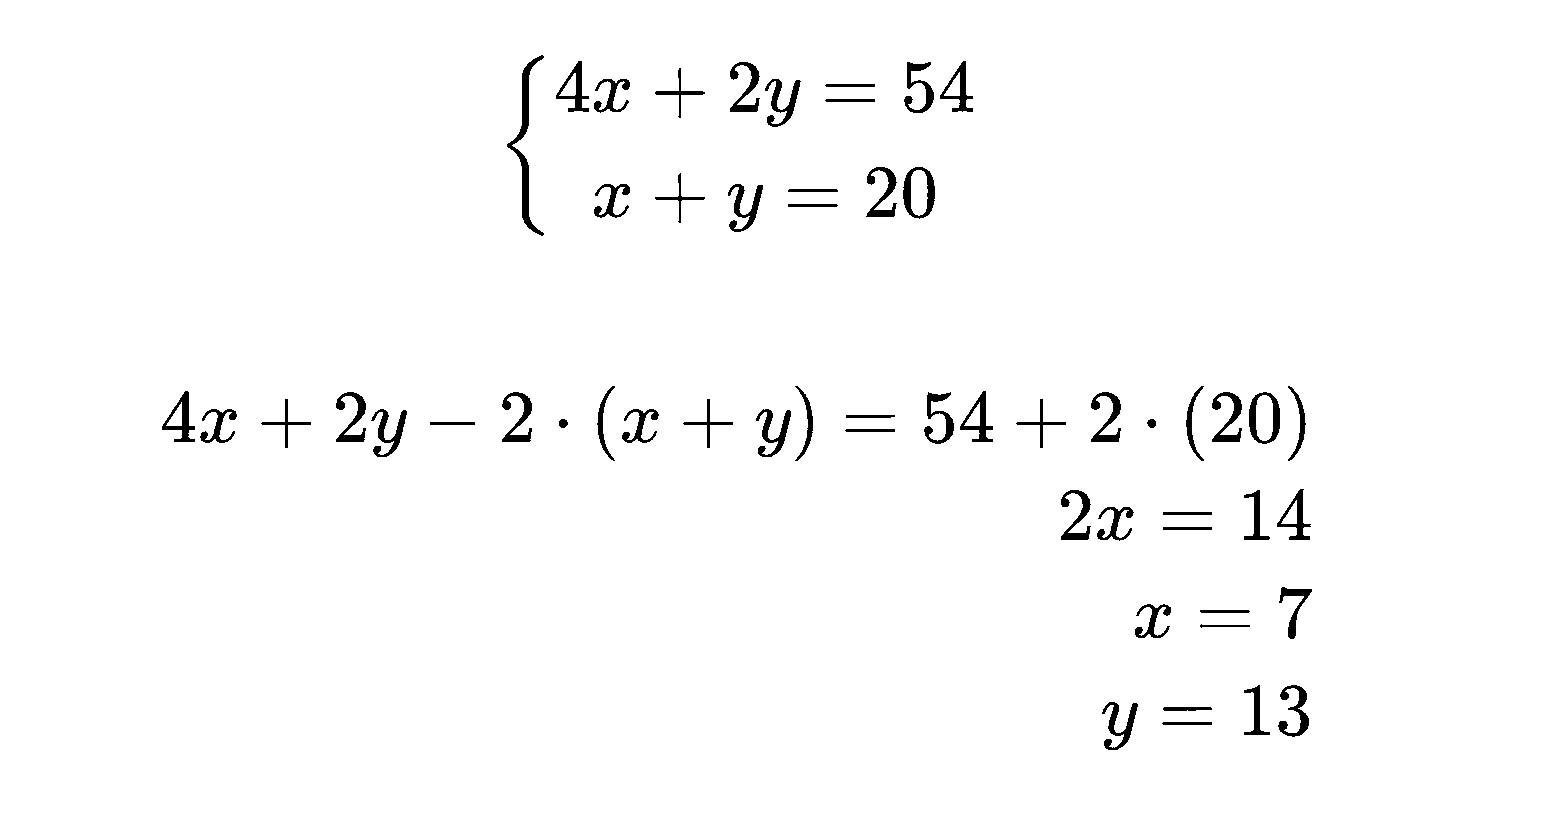 4x + 2y = 54
x + y = 20
4x + 2y − 2 · (x + y) = 54 + 2 · (20)
2x = 14
x = 7
y = 13